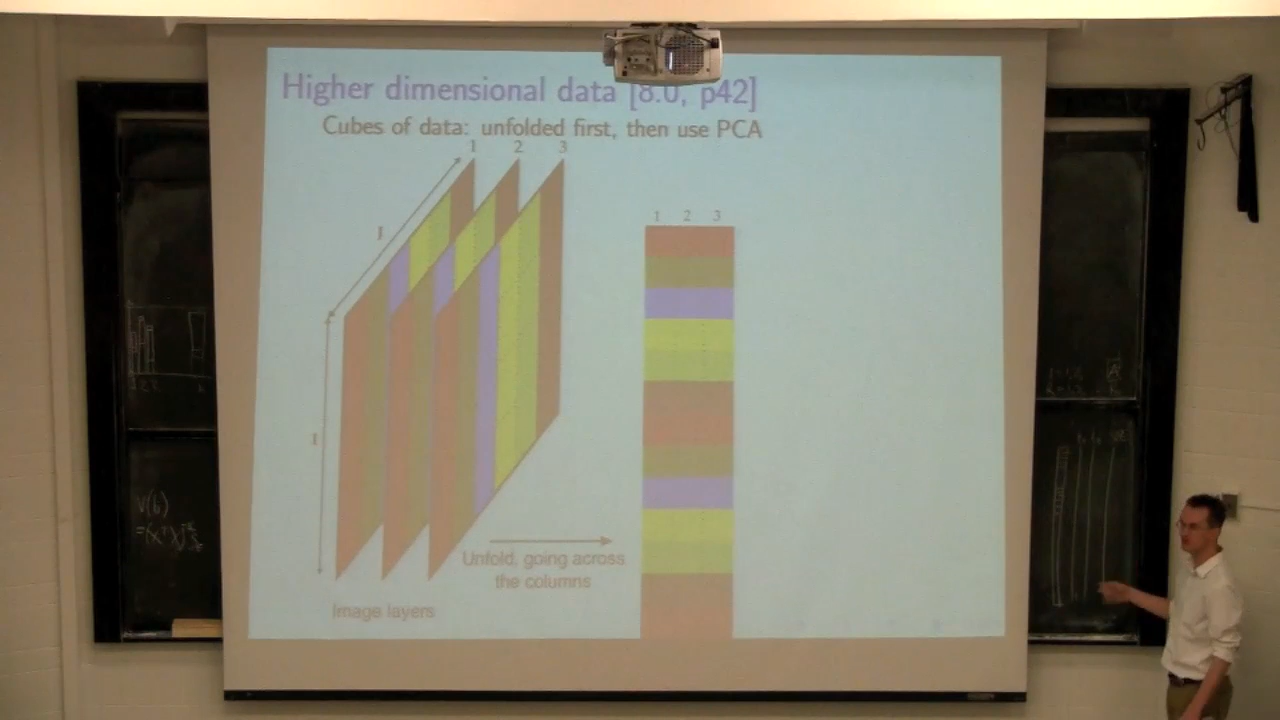 Higher dimensional data [8.0, p42]
Cubes of data: unfolded first, then use PCA
1 2 3
J
1 2 3
I
Unfold, going across
the columns
Image layers
V(b)